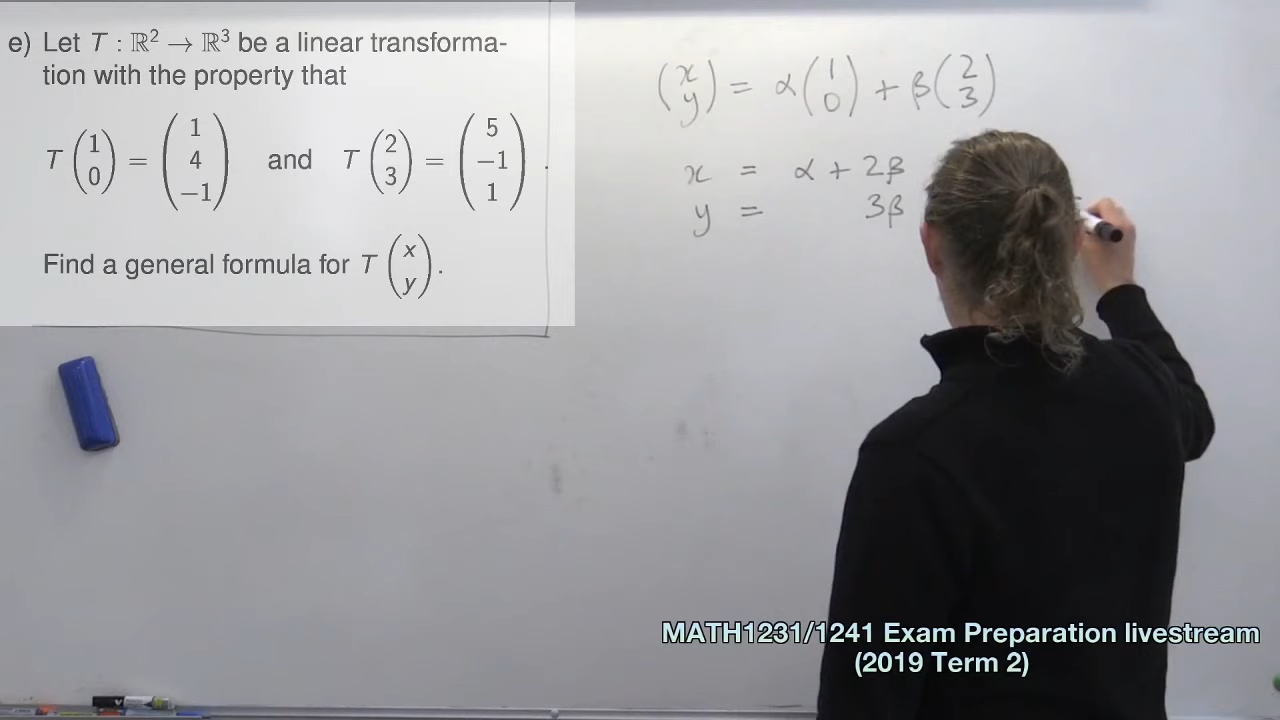 e) Let T : ℝ² → ℝ³ be a linear transforma-
tion with the property that
T (1 0) = (1 4 −1) and T (2 3) = (5 −1 1) .
Find a general formula for T (x y).
(x y) = α (1 0) + β (2 3)
x = α + 2β
y = 3β
MATH1231/1241 Exam Preparation livestream
(2019 Term 2)